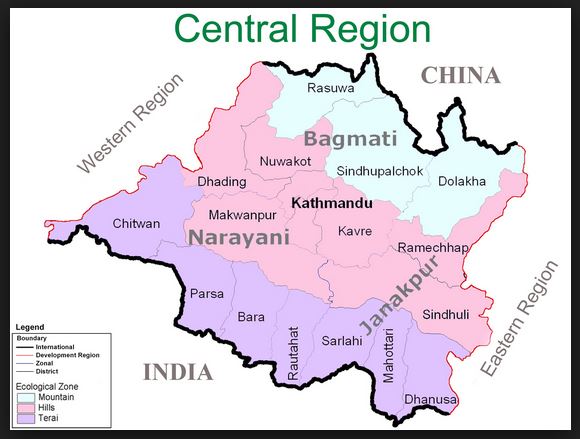 Central Region
CHINA
Western Region
Rasuwa
Bagmati
Nuwakot
Sindhupalchok
Dolakha
Dhading
Kathmandu
Makwanpur
Chitwan
Kavre
Narayani
Ramechhap
Parsa
Bara
Janakpur
Sindhuli
Rautahat
Sarlahi
Mahottari
Dhanusa
Eastern Region
INDIA
Legend
Boundary
International
Development Region
Zonal
District
Ecological Zone
Mountain
Hills
Terai